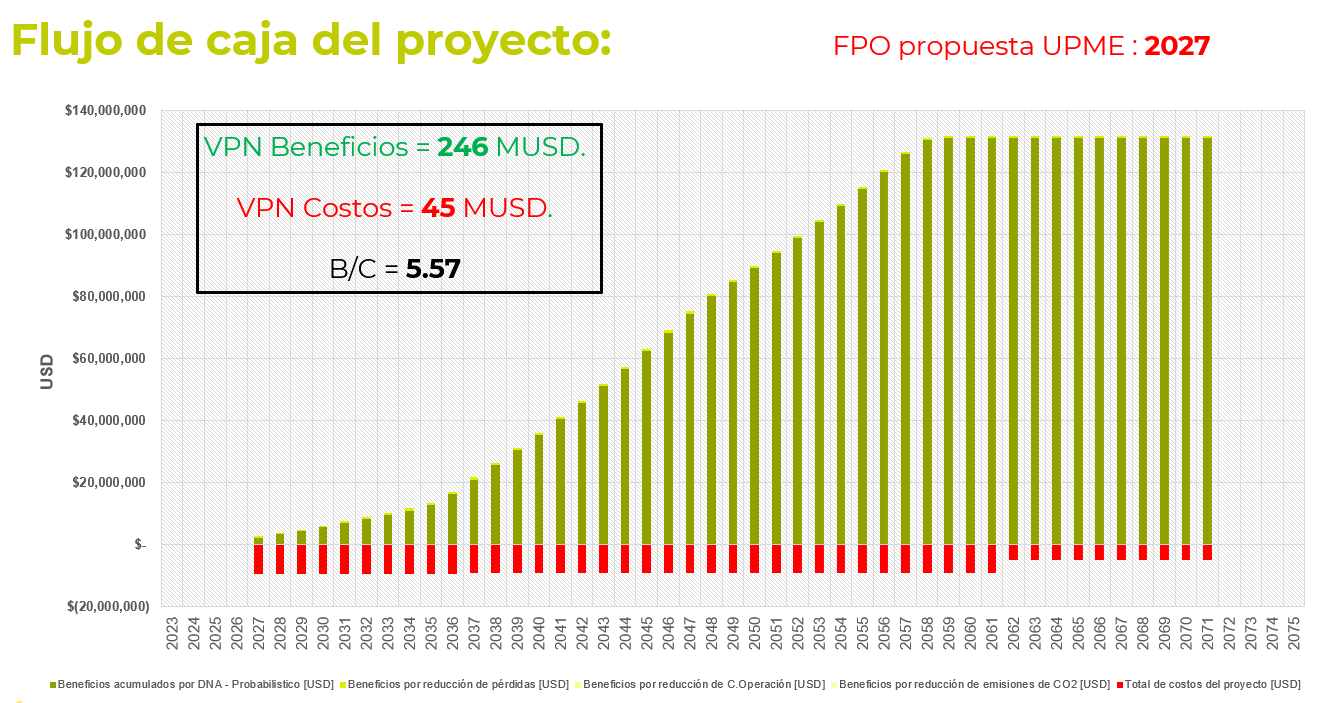 Flujo de caja del proyecto:
FPO propuesta UPME : 2027
$140,000,000
$120,000,000
$100,000,000
$80,000,000
$60,000,000
$40,000,000
$20,000,000
$-
$(20,000,000)
USD
VPN Beneficios = 246 MUSD.
VPN Costos = 45 MUSD.
B/C = 5.57
2023 2024 2025 2026 2027 2028 2029 2030 2031 2032 2033 2034 2035 2036 2037 2038 2039 2040 2041 2042 2043 2044 2045 2046 2047 2048 2049 2050 2051 2052 2053 2054 2055 2056 2057 2058 2059 2060 2061 2062 2063 2064 2065 2066 2067 2068 2069 2070 2071 2072 2073 2074 2075
Beneficios acumulados por DNA - Probabilistico [USD] Beneficios por reducción de pérdidas [USD] Beneficios por reducción de C.Operación [USD] Beneficios por reducción de emisiones de CO2 [USD] Total de costos del proyecto [USD]